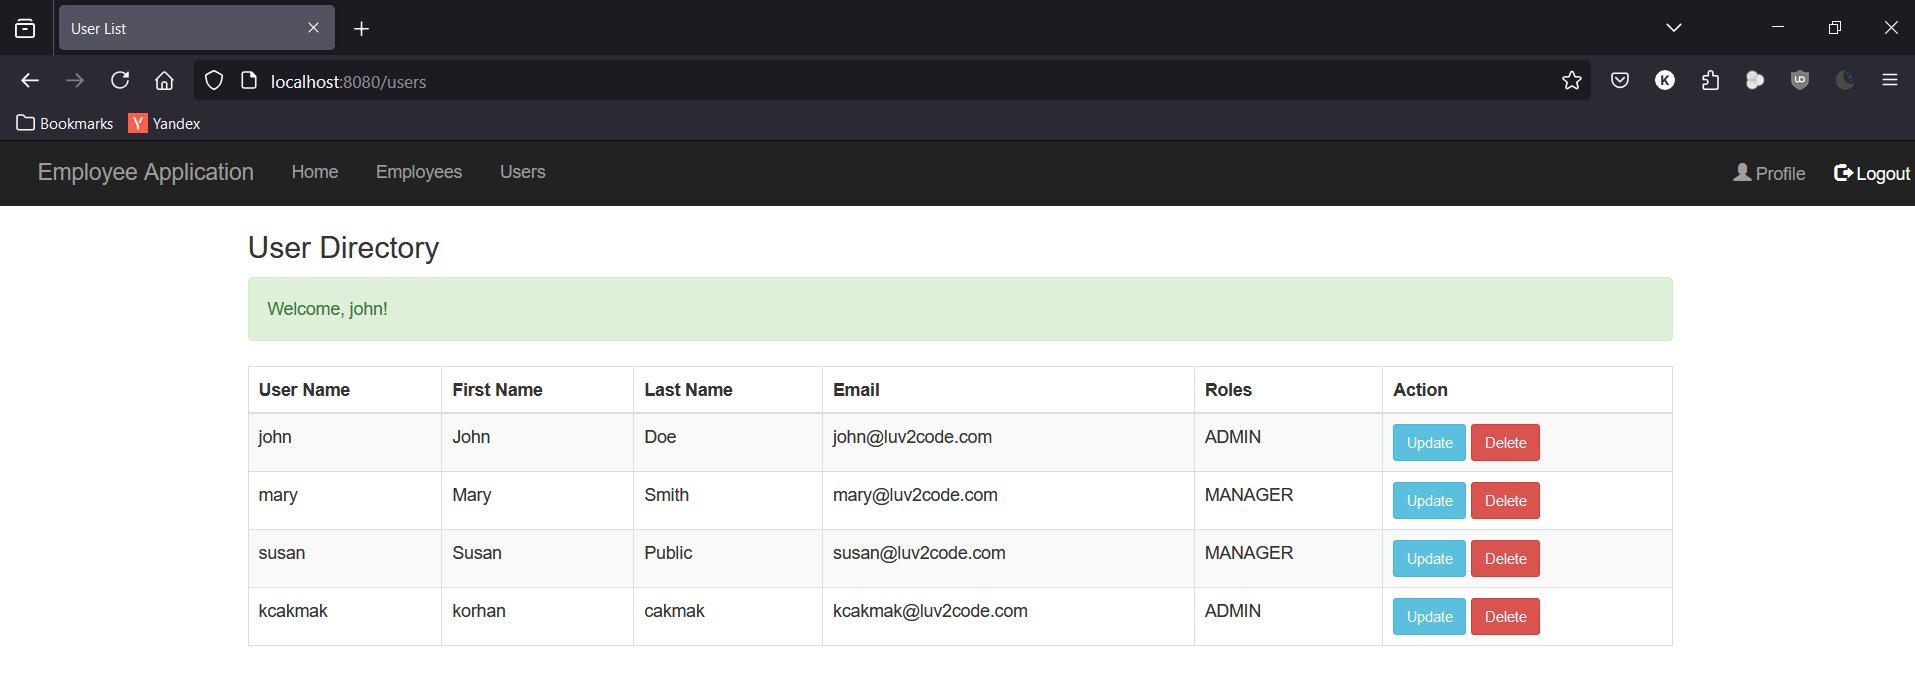 User List
localhost:8080/users
K
Bookmarks Y Yandex
Employee Application Home Employees Users Profile Logout
User Directory
Welcome, john!
User Name First Name Last Name Email Roles Action
john John Doe john@luv2code.com ADMIN Update Delete
mary Mary Smith mary@luv2code.com MANAGER Update Delete
susan Susan Public susan@luv2code.com MANAGER Update Delete
kcakmak korhan cakmak kcakmak@luv2code.com ADMIN Update Delete